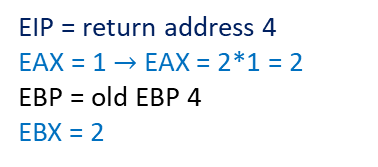 EIP = return address 4
EAX = 1 → EAX = 2*1 = 2
EBP = old EBP 4
EBX = 2